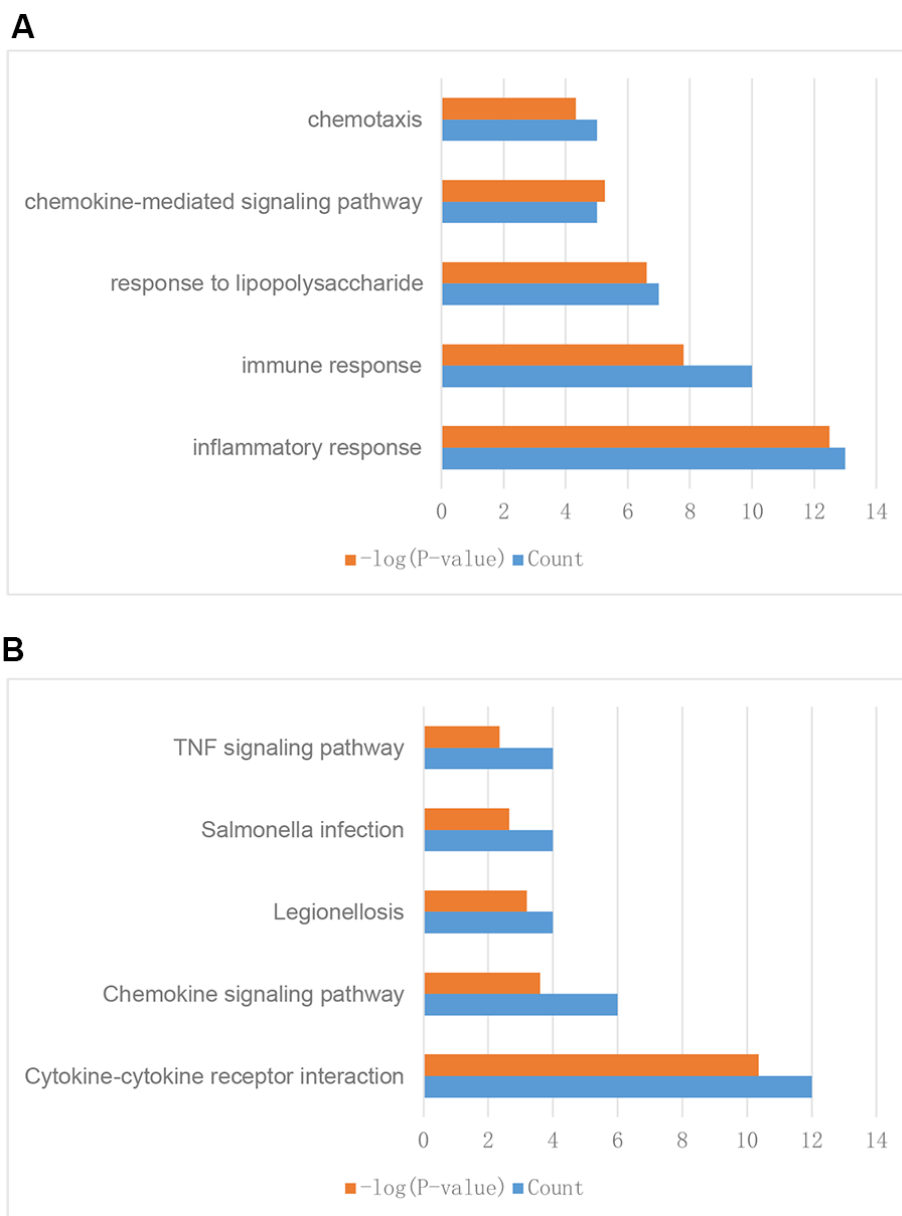 A
chemotaxis
chemokine-mediated signaling pathway
response to lipopolysaccharide
immune response
inflammatory response
0 2 4 6 8 10 12 14
-log(P-value) Count
B
TNF signaling pathway
Salmonella infection
Legionellosis
Chemokine signaling pathway
Cytokine-cytokine receptor interaction
0 2 4 6 8 10 12 14
-log(P-value) Count